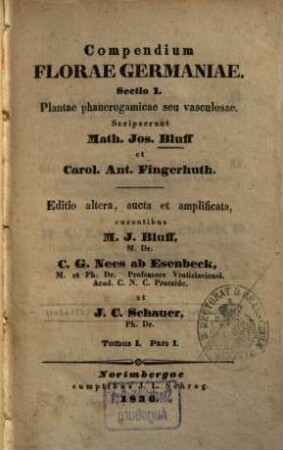 Compendium
FLORAE GERMANIAE.
Sectio I.
Plantae phanerogamicae seu vasculosae.
Scripserunt
Math. Jos. Bluff
et
Carol. Ant. Fingerhuth.
Editio altera, aucta et amplificata,
curantibus
M. J. Bluff,
M. Dr.
C. G. Nees ab Esenbeck,
M. et Ph. Dr. Professore Vratislaviensi.
Acad. C. N. C. Praeside.
et
J. C. Schauer,
Ph. Dr.
Tomus I. Pars I.
Norimbergae
sumptibus J. L. Schrag.
1836.
Augsburg